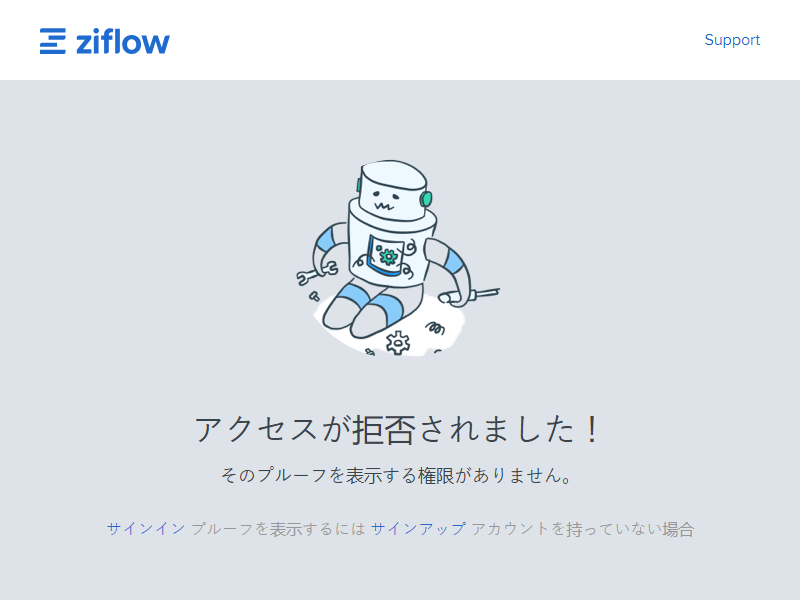 ziflow
Support
アクセスが拒否されました！
そのプルーフを表示する権限がありません。
サインイン プルーフを表示するには サインアップ アカウントを持っていない場合